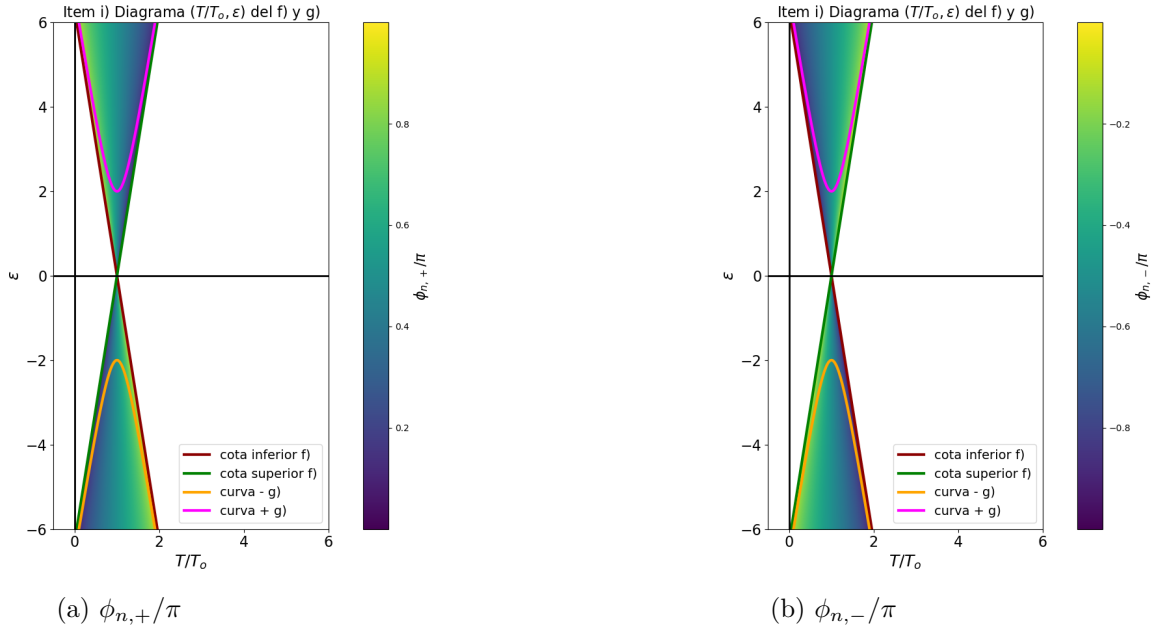 Item i) Diagrama (T/T_o, ε) del f) y g)
6
4
2
0
−2
−4
−6
ε
0
2
4
6
T/T_o
cota inferior f)
cota superior f)
curva - g)
curva + g)
0.8
0.6
0.4
0.2
ϕ_{n,+}/π
(a) ϕ_{n,+}/π
Item i) Diagrama (T/T_o, ε) del f) y g)
6
4
2
0
−2
−4
−6
ε
0
2
4
6
T/T_o
cota inferior f)
cota superior f)
curva - g)
curva + g)
−0.2
−0.4
−0.6
−0.8
ϕ_{n,−}/π
(b) ϕ_{n,−}/π